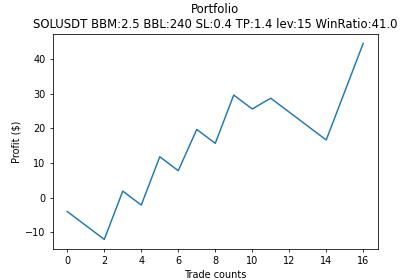 Portfolio
SOLUSDT BBM:2.5 BBL:240 SL:0.4 TP:1.4 lev:15 WinRatio:41.0
40
30
20
10
0
−10
Profit ($)
0 2 4 6 8 10 12 14 16
Trade counts